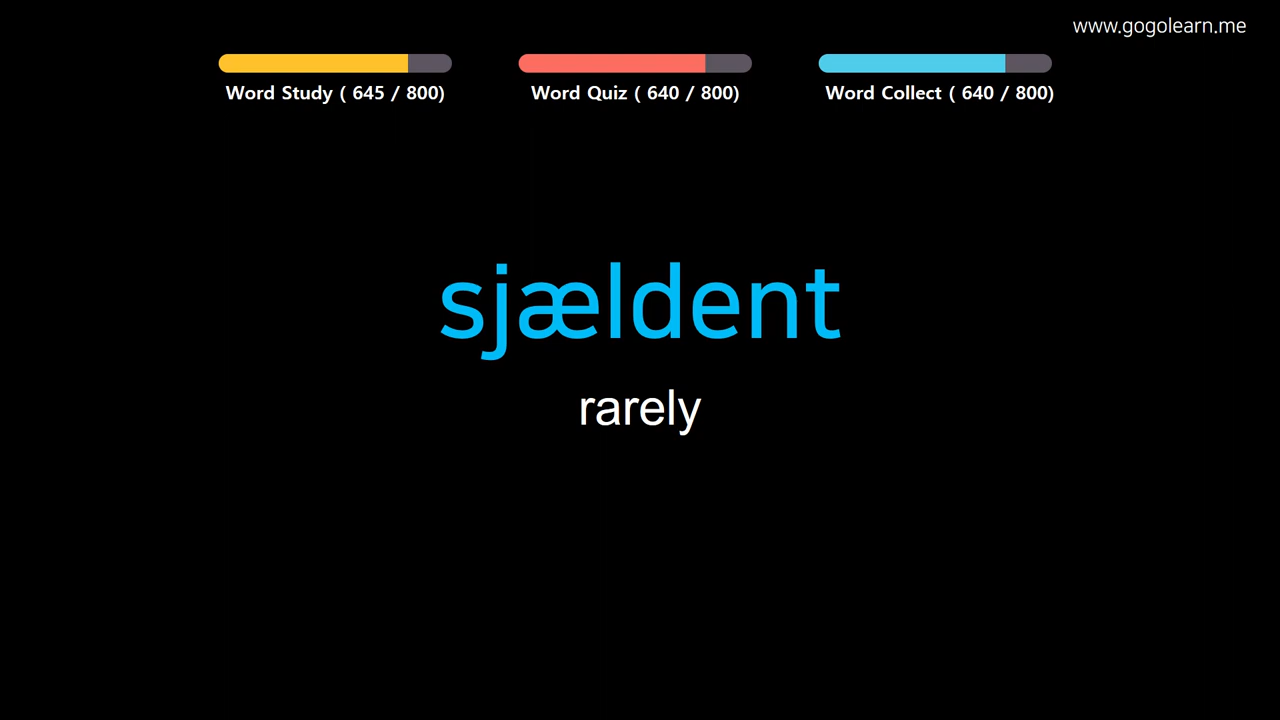 www.gogolearn.me
Word Study ( 645 / 800)
Word Quiz ( 640 / 800)
Word Collect ( 640 / 800)
sjældent
rarely